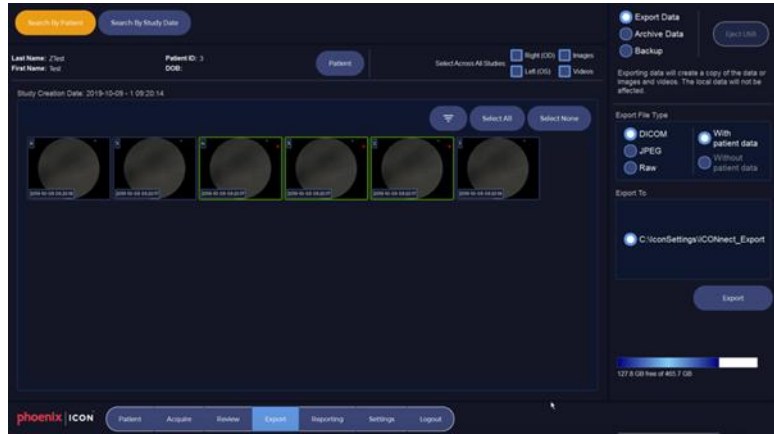 Search By Patient
Search By Study Date
Last Name: ZTest
First Name: Test
Patient ID: 3
DOB:
Patient
Select Across All Studies
Right (OD)
Images
Left (OS)
Videos
Study Creation Date: 2019-10-09 - 1 09:20:14
Select All
Select None
Export Data
Archive Data
Backup
Eject USB
Exporting data will create a copy of the data or
images and videos. The local data will not be
affected.
Export File Type
DICOM
JPEG
Raw
With
patient data
Without
patient data
Export To
C:\IconSettings\ICONnect_Export
Export
127.8 GB free of 465.7 GB
phoenix | ICON
Patient
Acquire
Review
Export
Reporting
Settings
Logout